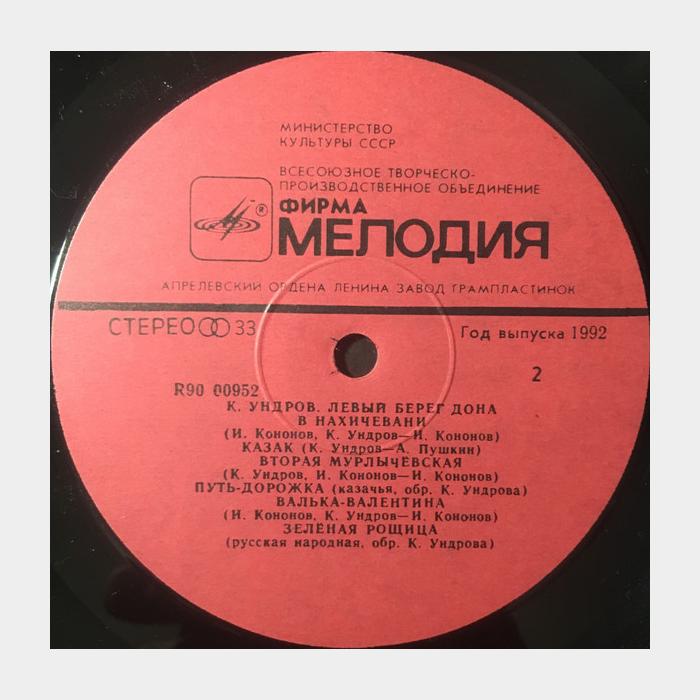 МИНИСТЕРСТВО
КУЛЬТУРЫ СССР
ВСЕСОЮЗНОЕ ТВОРЧЕСКО-
ПРОИЗВОДСТВЕННОЕ ОБЪЕДИНЕНИЕ
®
ФИРМА
МЕЛОДИЯ
АПРЕЛЕВСКИЙ ОРДЕНА ЛЕНИНА ЗАВОД ГРАМПЛАСТИНОК
СТЕРЕО 33
Год выпуска 1992
2
R90 00952
К. УНДРОВ. ЛЕВЫЙ БЕРЕГ ДОНА
В НАХИЧЕВАНИ
(И. Кононов, К. Ундров—И. Кононов)
КАЗАК (К. Ундров—А. Пушкин)
ВТОРАЯ МУРЛЫЧЁВСКАЯ
(К. Ундров, И. Кононов—И. Кононов)
ПУТЬ-ДОРОЖКА (казачья, обр. К. Ундрова)
ВАЛЬКА-ВАЛЕНТИНА
(И. Кононов, К. Ундров—И. Кононов)
ЗЕЛЁНАЯ РОЩИЦА
(русская народная, обр. К. Ундрова)